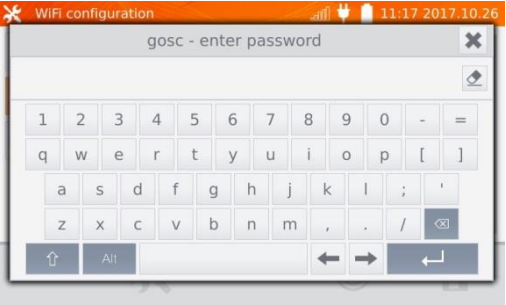 WiFi configuration 11:17 2017.10.26
gosc - enter password
1 2 3 4 5 6 7 8 9 0 - =
q w e r t y u i o p [ ]
a s d f g h j k l ; '
z x c v b n m , . /
Alt